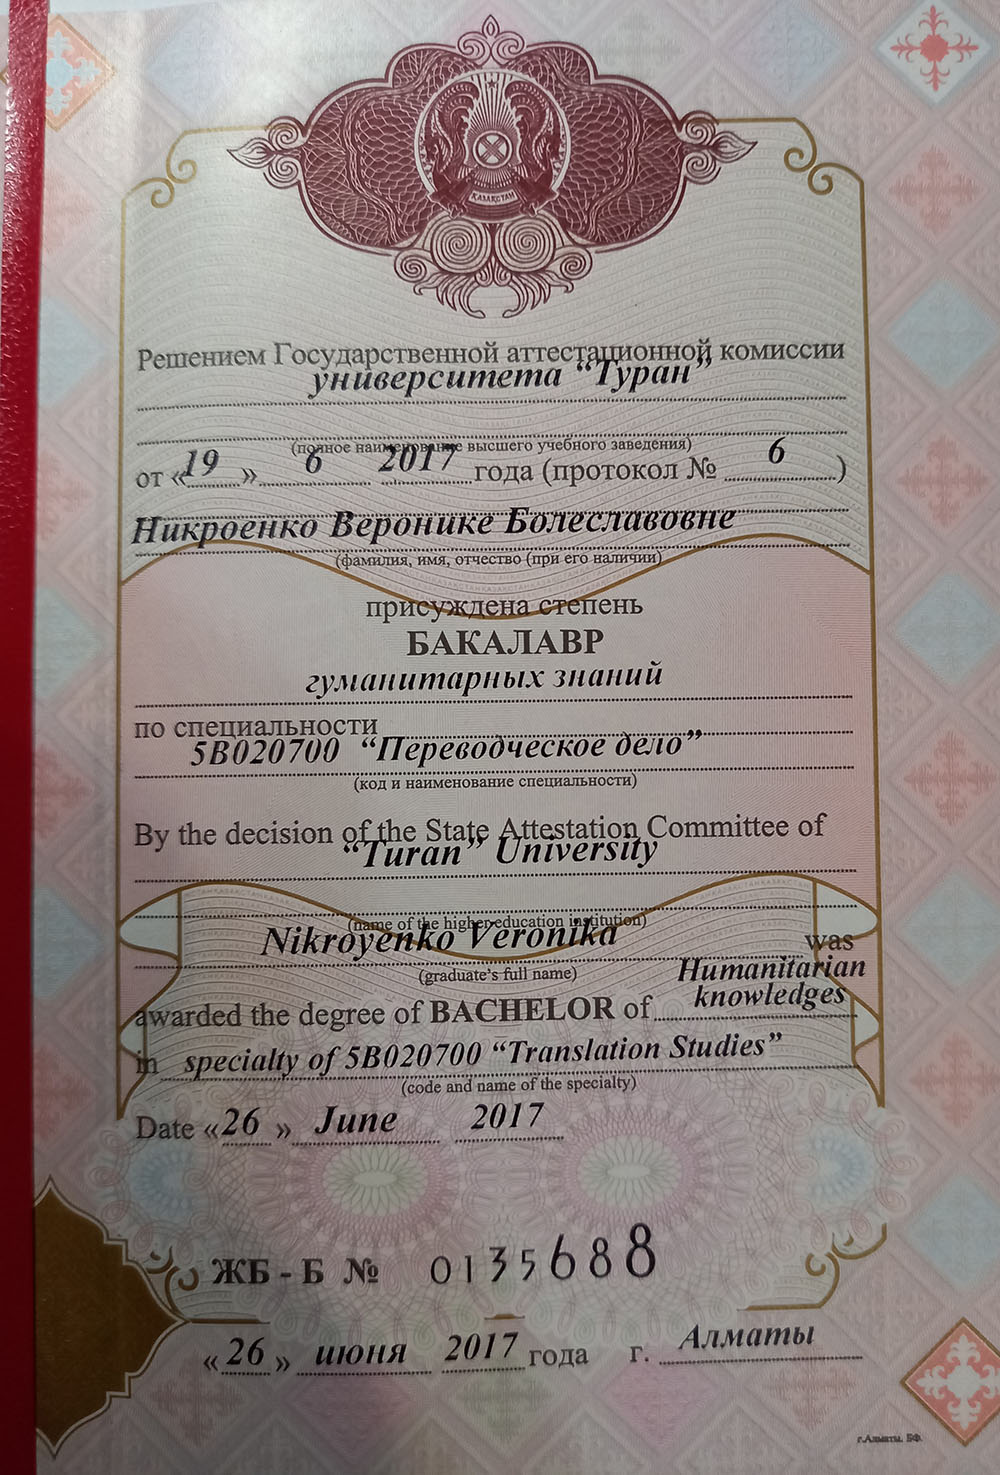 ҚАЗАҚСТАН
Решением Государственной аттестационной комиссии
университета “Туран”
(полное наименование высшего учебного заведения)
от «19» 6 2017 года (протокол № 6)
Никроенко Веронике Болеславовне
(фамилия, имя, отчество (при его наличии)
присуждена степень
БАКАЛАВР
гуманитарных знаний
по специальности
5В020700 “Переводческое дело”
(код и наименование специальности)
By the decision of the State Attestation Committee of
“Turan” University
(name of the higher education institution)
Nikroyenko Veronika was
(graduate's full name)
Humanitarian
knowledges
awarded the degree of BACHELOR of
in specialty of 5B020700 “Translation Studies”
(code and name of the specialty)
Date «26» June 2017
ЖБ - Б № 0135688
«26» июня 2017 года г. Алматы
г.Алматы. БФ.